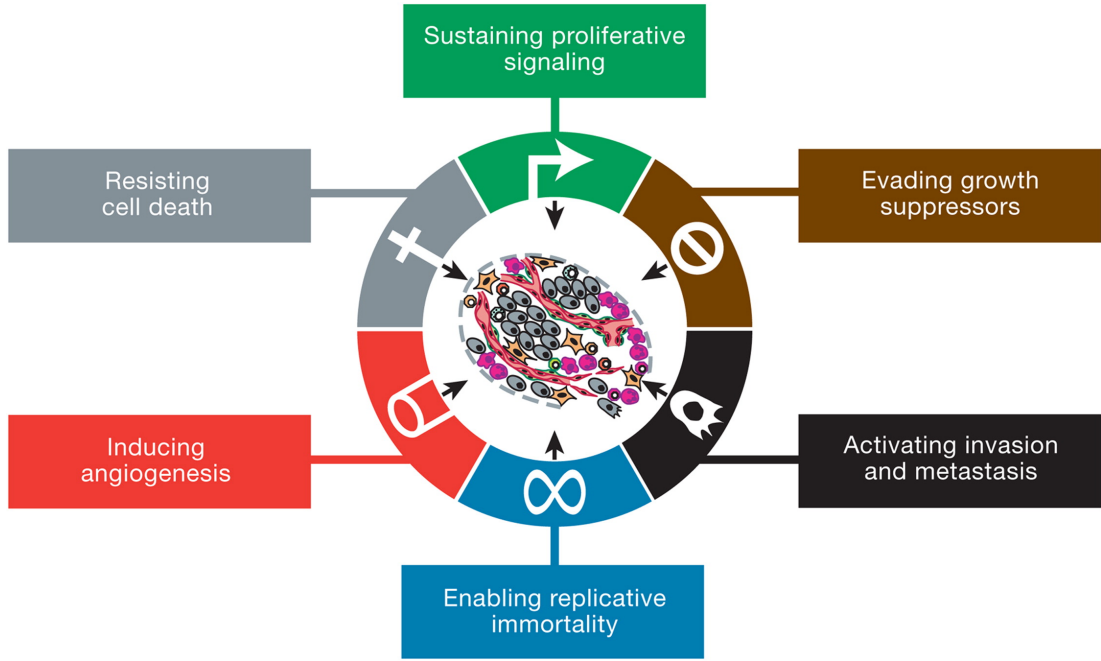 Sustaining proliferative
signaling
Resisting
cell death
Evading growth
suppressors
Inducing
angiogenesis
Activating invasion
and metastasis
Enabling replicative
immortality